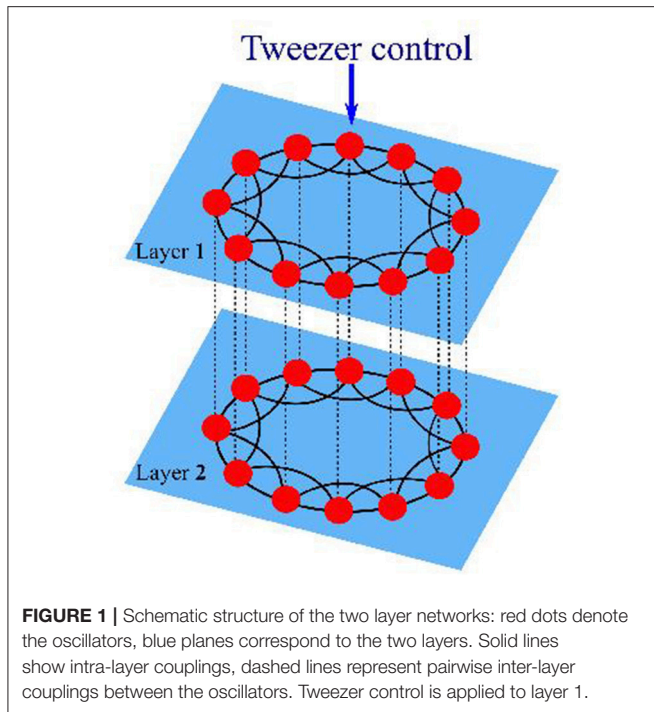 Tweezer control
Layer 1
Layer 2
FIGURE 1 | Schematic structure of the two layer networks: red dots denote
the oscillators, blue planes correspond to the two layers. Solid lines
show intra-layer couplings, dashed lines represent pairwise inter-layer
couplings between the oscillators. Tweezer control is applied to layer 1.